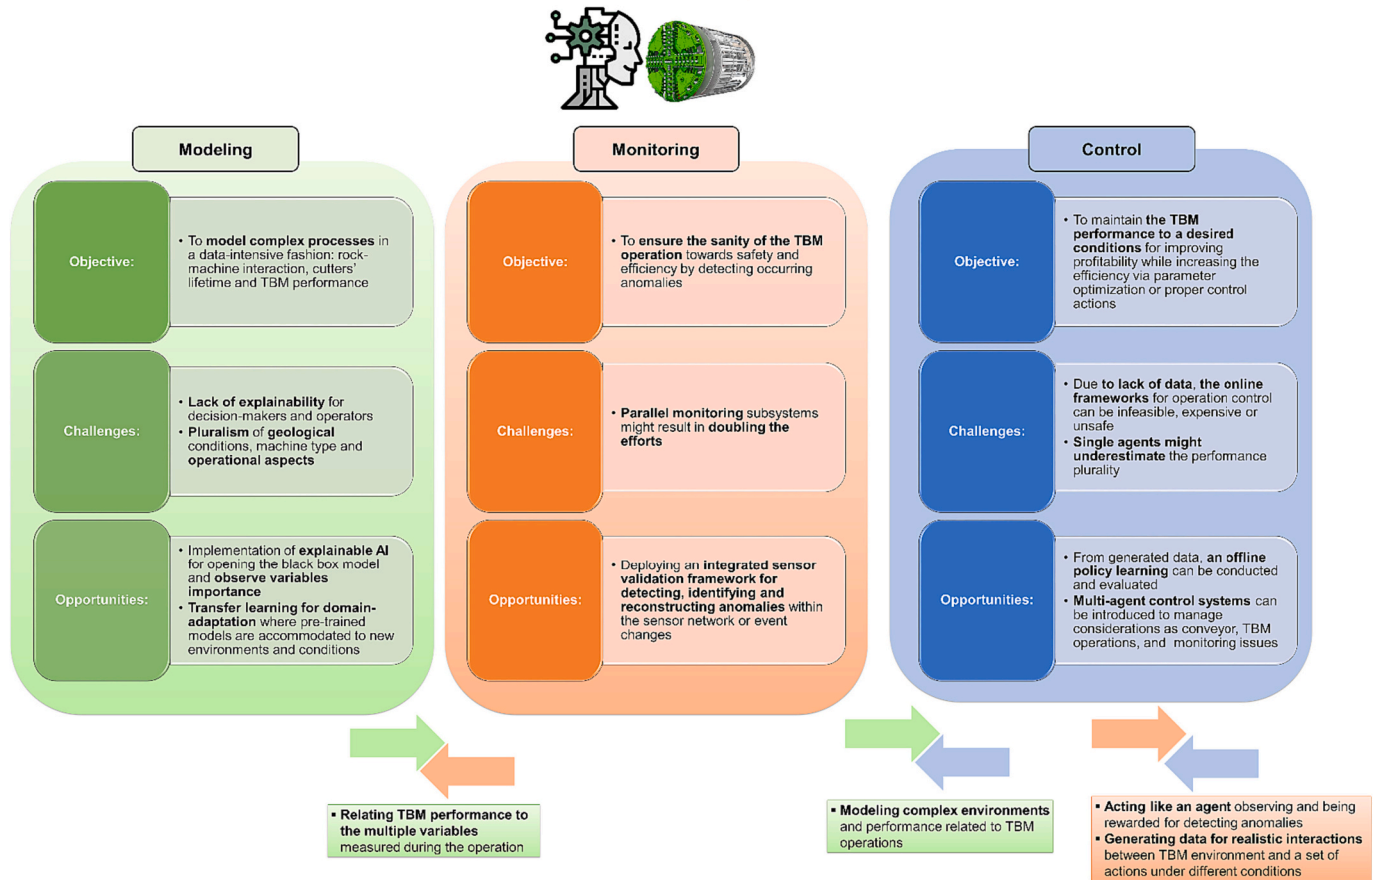 Modeling
Objective:
• To model complex processes in
a data-intensive fashion: rock-
machine interaction, cutters'
lifetime and TBM performance
Challenges:
• Lack of explainability for
decision-makers and operators
• Pluralism of geological
conditions, machine type and
operational aspects
Opportunities:
• Implementation of explainable AI
for opening the black box model
and observe variables
importance
• Transfer learning for domain-
adaptation where pre-trained
models are accommodated to new
environments and conditions
Monitoring
Objective:
• To ensure the sanity of the TBM
operation towards safety and
efficiency by detecting occurring
anomalies
Challenges:
• Parallel monitoring subsystems
might result in doubling the
efforts
Opportunities:
• Deploying an integrated sensor
validation framework for
detecting, identifying and
reconstructing anomalies within
the sensor network or event
changes
Control
Objective:
• To maintain the TBM
performance to a desired
conditions for improving
profitability while increasing the
efficiency via parameter
optimization or proper control
actions
Challenges:
• Due to lack of data, the online
frameworks for operation control
can be infeasible, expensive or
unsafe
• Single agents might
underestimate the performance
plurality
Opportunities:
• From generated data, an offline
policy learning can be conducted
and evaluated
• Multi-agent control systems can
be introduced to manage
considerations as conveyor, TBM
operations, and monitoring issues
▪ Relating TBM performance to
the multiple variables
measured during the operation
▪ Modeling complex environments
and performance related to TBM
operations
▪ Acting like an agent observing and being
rewarded for detecting anomalies
▪ Generating data for realistic interactions
between TBM environment and a set of
actions under different conditions